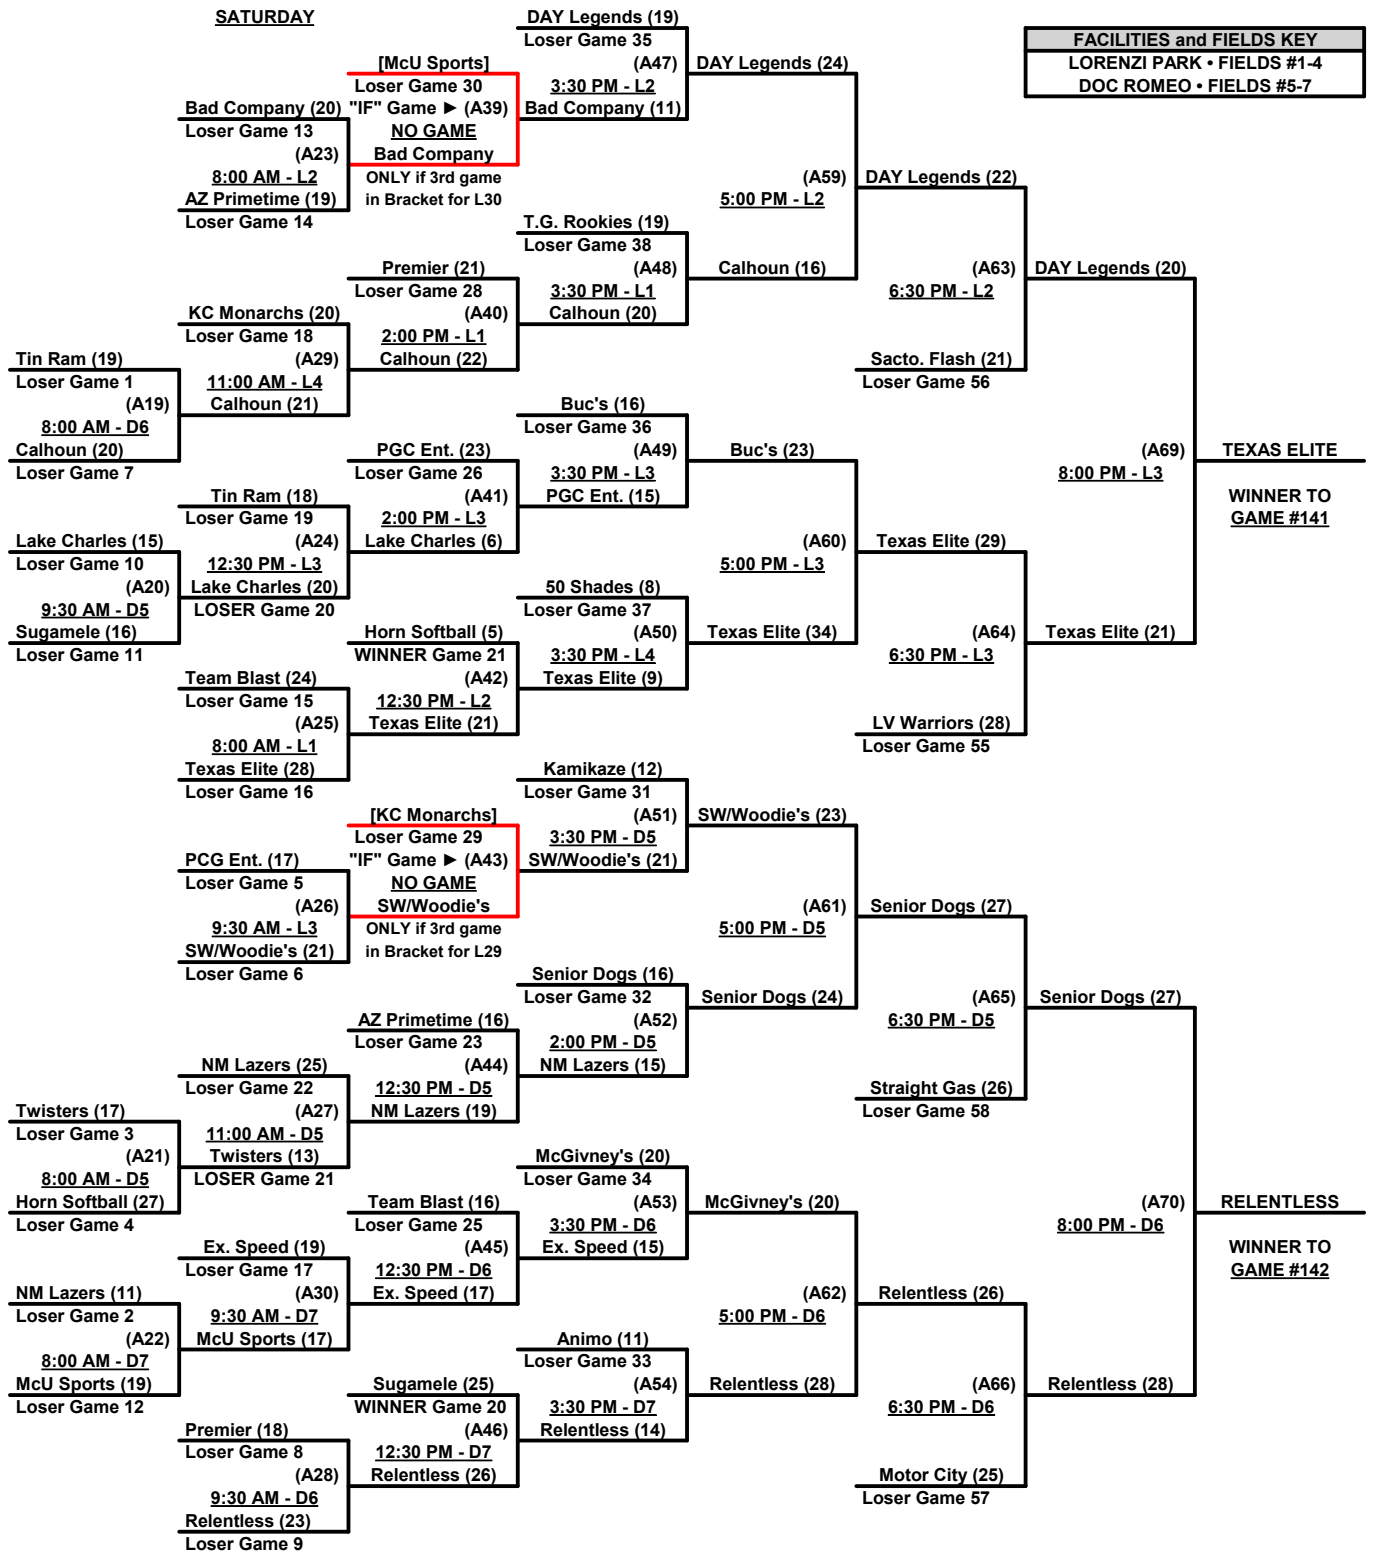 SATURDAY
DAY Legends (19)
Loser Game 35
(A47)
3:30 PM - L2
Bad Company (11)
FACILITIES and FIELDS KEY
LORENZI PARK • FIELDS #1-4
DOC ROMEO • FIELDS #5-7
[McU Sports]
Loser Game 30
"IF" Game ► (A39)
NO GAME
Bad Company
ONLY if 3rd game
in Bracket for L30
Bad Company (20)
Loser Game 13
(A23)
8:00 AM - L2
AZ Primetime (19)
Loser Game 14
DAY Legends (24)
(A59)
5:00 PM - L2
Calhoun (16)
DAY Legends (22)
(A63)
6:30 PM - L2
Sacto. Flash (21)
Loser Game 56
T.G. Rookies (19)
Loser Game 38
(A48)
3:30 PM - L1
Calhoun (20)
Premier (21)
Loser Game 28
(A40)
2:00 PM - L1
Calhoun (22)
KC Monarchs (20)
Loser Game 18
(A29)
11:00 AM - L4
Calhoun (21)
Tin Ram (19)
Loser Game 1
(A19)
8:00 AM - D6
Calhoun (20)
Loser Game 7
DAY Legends (20)
(A69)
8:00 PM - L3
Texas Elite (21)
TEXAS ELITE
WINNER TO
GAME #141
Buc's (16)
Loser Game 36
(A49)
3:30 PM - L3
PGC Ent. (15)
PGC Ent. (23)
Loser Game 26
(A41)
2:00 PM - L3
Lake Charles (6)
Tin Ram (18)
Loser Game 19
(A24)
12:30 PM - L3
Lake Charles (20)
LOSER Game 20
Lake Charles (15)
Loser Game 10
(A20)
9:30 AM - D5
Sugamele (16)
Loser Game 11
Buc's (23)
(A60)
5:00 PM - L3
Texas Elite (34)
Texas Elite (29)
(A64)
6:30 PM - L3
LV Warriors (28)
Loser Game 55
50 Shades (8)
Loser Game 37
(A50)
3:30 PM - L4
Texas Elite (9)
Horn Softball (5)
WINNER Game 21
(A42)
12:30 PM - L2
Texas Elite (21)
Team Blast (24)
Loser Game 15
(A25)
8:00 AM - L1
Texas Elite (28)
Loser Game 16
Kamikaze (12)
Loser Game 31
(A51)
3:30 PM - D5
SW/Woodie's (21)
[KC Monarchs]
Loser Game 29
"IF" Game ► (A43)
NO GAME
SW/Woodie's
ONLY if 3rd game
in Bracket for L29
PCG Ent. (17)
Loser Game 5
(A26)
9:30 AM - L3
SW/Woodie's (21)
Loser Game 6
SW/Woodie's (23)
(A61)
5:00 PM - D5
Senior Dogs (24)
Senior Dogs (27)
(A65)
6:30 PM - D5
Straight Gas (26)
Loser Game 58
Senior Dogs (16)
Loser Game 32
(A52)
2:00 PM - D5
NM Lazers (15)
AZ Primetime (16)
Loser Game 23
(A44)
12:30 PM - D5
NM Lazers (19)
NM Lazers (25)
Loser Game 22
(A27)
11:00 AM - D5
Twisters (13)
LOSER Game 21
Twisters (17)
Loser Game 3
(A21)
8:00 AM - D5
Horn Softball (27)
Loser Game 4
Senior Dogs (27)
(A70)
8:00 PM - D6
Relentless (28)
RELENTLESS
WINNER TO
GAME #142
McGivney's (20)
Loser Game 34
(A53)
3:30 PM - D6
Ex. Speed (15)
Team Blast (16)
Loser Game 25
(A45)
12:30 PM - D6
Ex. Speed (17)
Ex. Speed (19)
Loser Game 17
(A30)
9:30 AM - D7
McU Sports (17)
NM Lazers (11)
Loser Game 2
(A22)
8:00 AM - D7
McU Sports (19)
Loser Game 12
McGivney's (20)
(A62)
5:00 PM - D6
Relentless (28)
Relentless (26)
(A66)
6:30 PM - D6
Motor City (25)
Loser Game 57
Animo (11)
Loser Game 33
(A54)
3:30 PM - D7
Relentless (14)
Sugamele (25)
WINNER Game 20
(A46)
12:30 PM - D7
Relentless (26)
Premier (18)
Loser Game 8
(A28)
9:30 AM - D6
Relentless (23)
Loser Game 9